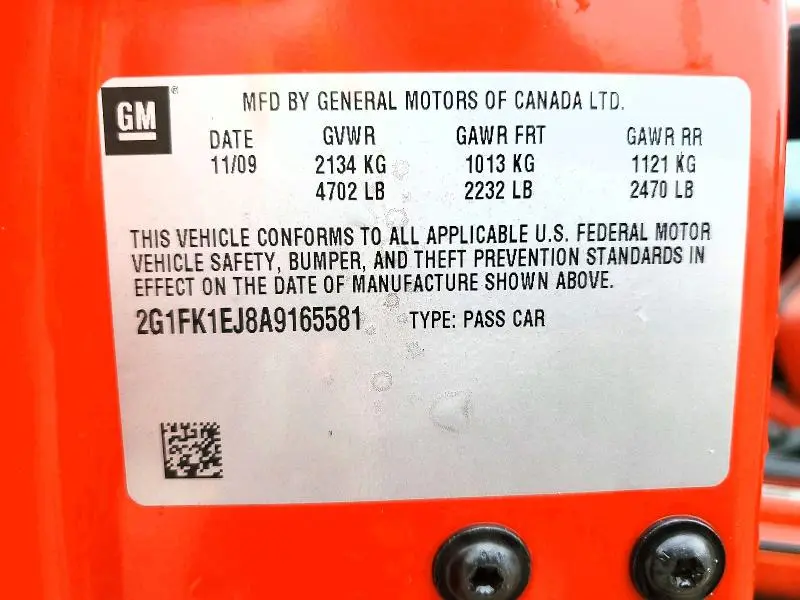 GM
MFD BY GENERAL MOTORS OF CANADA LTD.
DATE GVWR GAWR FRT GAWR RR
11/09 2134 KG 1013 KG 1121 KG
4702 LB 2232 LB 2470 LB
THIS VEHICLE CONFORMS TO ALL APPLICABLE U.S. FEDERAL MOTOR
VEHICLE SAFETY, BUMPER, AND THEFT PREVENTION STANDARDS IN
EFFECT ON THE DATE OF MANUFACTURE SHOWN ABOVE.
2G1FK1EJ8A9165581 TYPE: PASS CAR